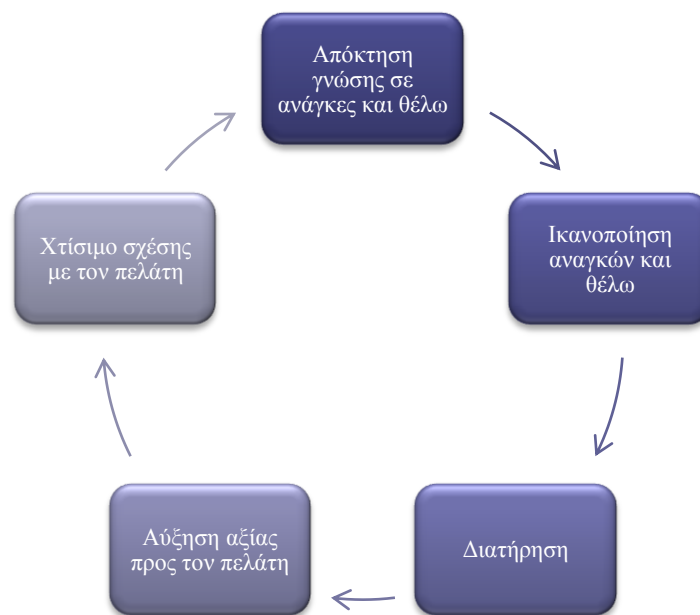 Απόκτηση
γνώσης σε
ανάγκες και θέλω
Ικανοποίηση
αναγκών και
θέλω
Διατήρηση
Αύξηση αξίας
προς τον πελάτη
Χτίσιμο σχέσης
με τον πελάτη